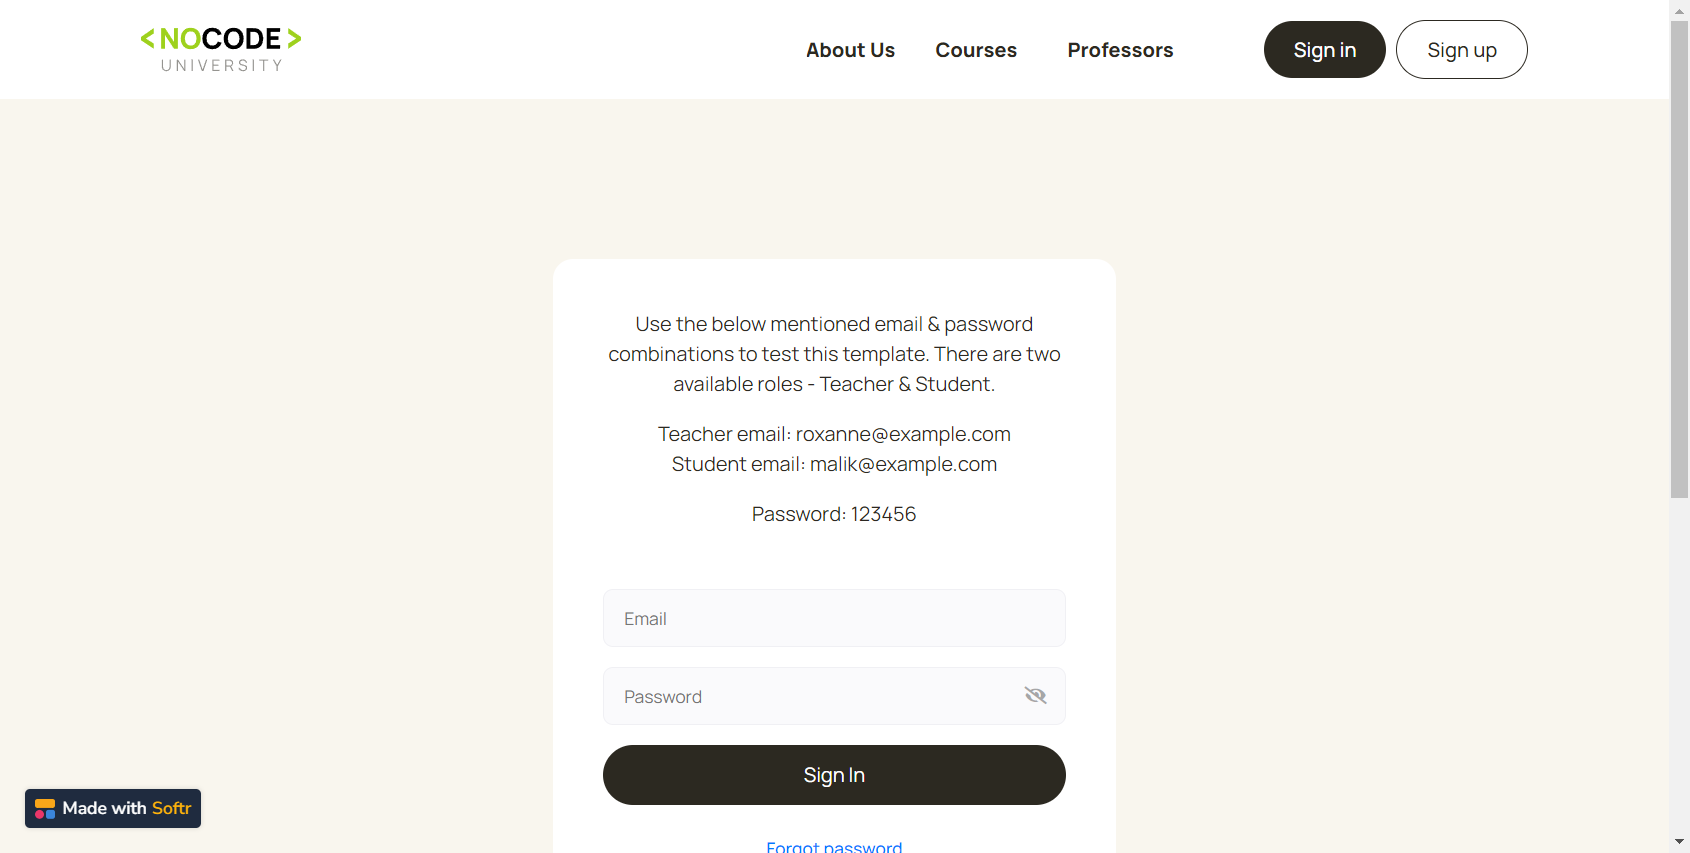 <NOCODE>
UNIVERSITY
About Us
Courses
Professors
Sign in
Sign up
Use the below mentioned email & password
combinations to test this template. There are two
available roles - Teacher & Student.
Teacher email: roxanne@example.com
Student email: malik@example.com
Password: 123456
Email
Password
Sign In
Made with Softr
Forgot password